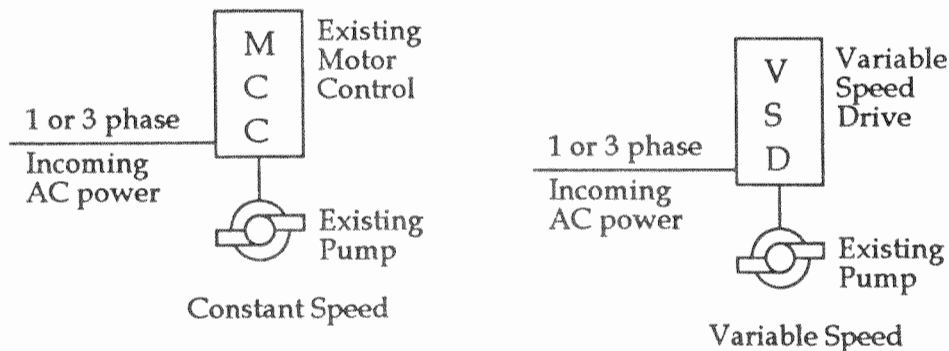 M
C
C
Existing
Motor
Control
1 or 3 phase
Incoming
AC power
Existing
Pump
Constant Speed
V
S
D
Variable
Speed
Drive
1 or 3 phase
Incoming
AC power
Existing
Pump
Variable Speed